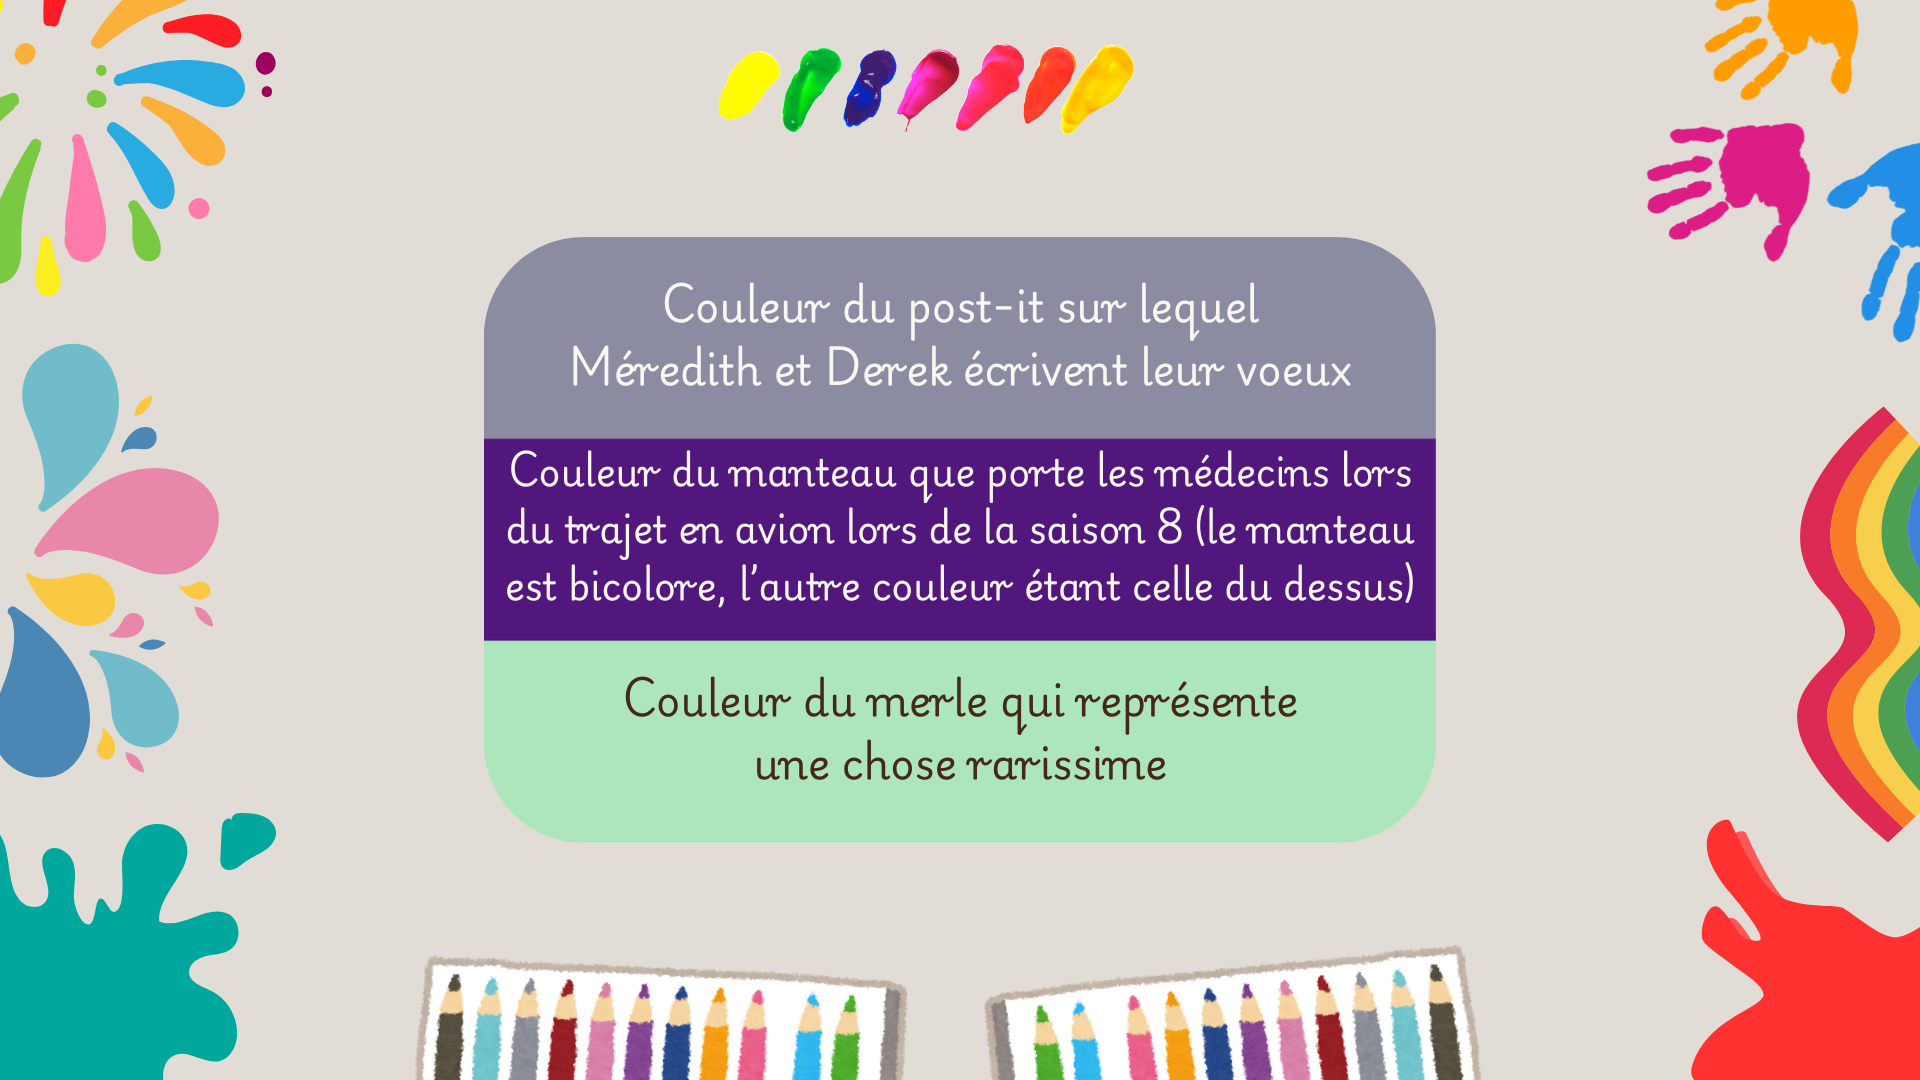 Couleur du post-it sur lequel
Méredith et Derek écrivent leur voeux
Couleur du manteau que porte les médecins lors
du trajet en avion lors de la saison 8 (le manteau
est bicolore, l'autre couleur étant celle du dessus)
Couleur du merle qui représente
une chose rarissime